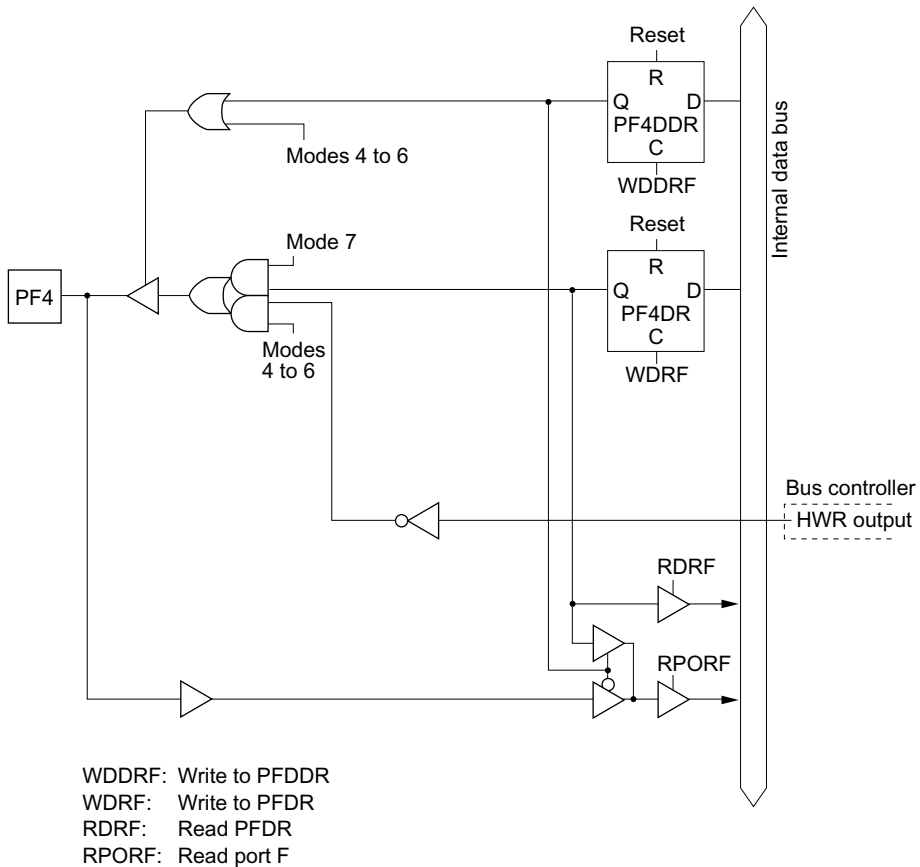 Reset
R
Q D
PF4DDR
C
WDDRF
Modes 4 to 6
Internal data bus
Reset
R
Q D
PF4DR
C
WDRF
Mode 7
PF4
Modes
4 to 6
Bus controller
HWR output
RDRF
RPORF
WDDRF: Write to PFDDR
WDRF: Write to PFDR
RDRF: Read PFDR
RPORF: Read port F